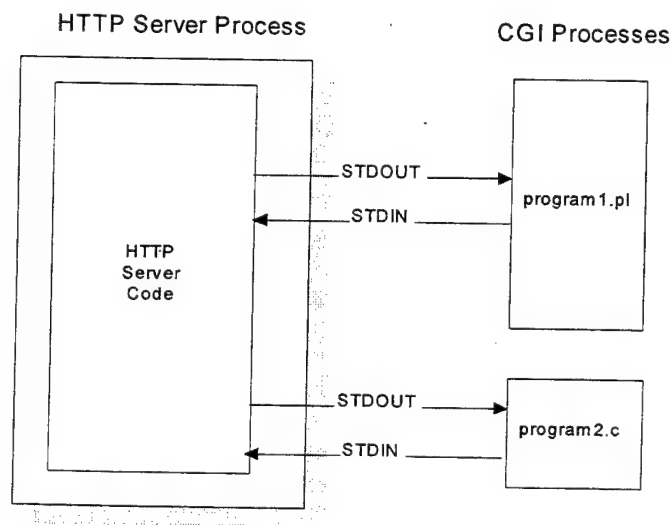 HTTP Server Process
CGI Processes
STDOUT
STDIN
program1.pl
HTTP
Server
Code
STDOUT
STDIN
program2.c